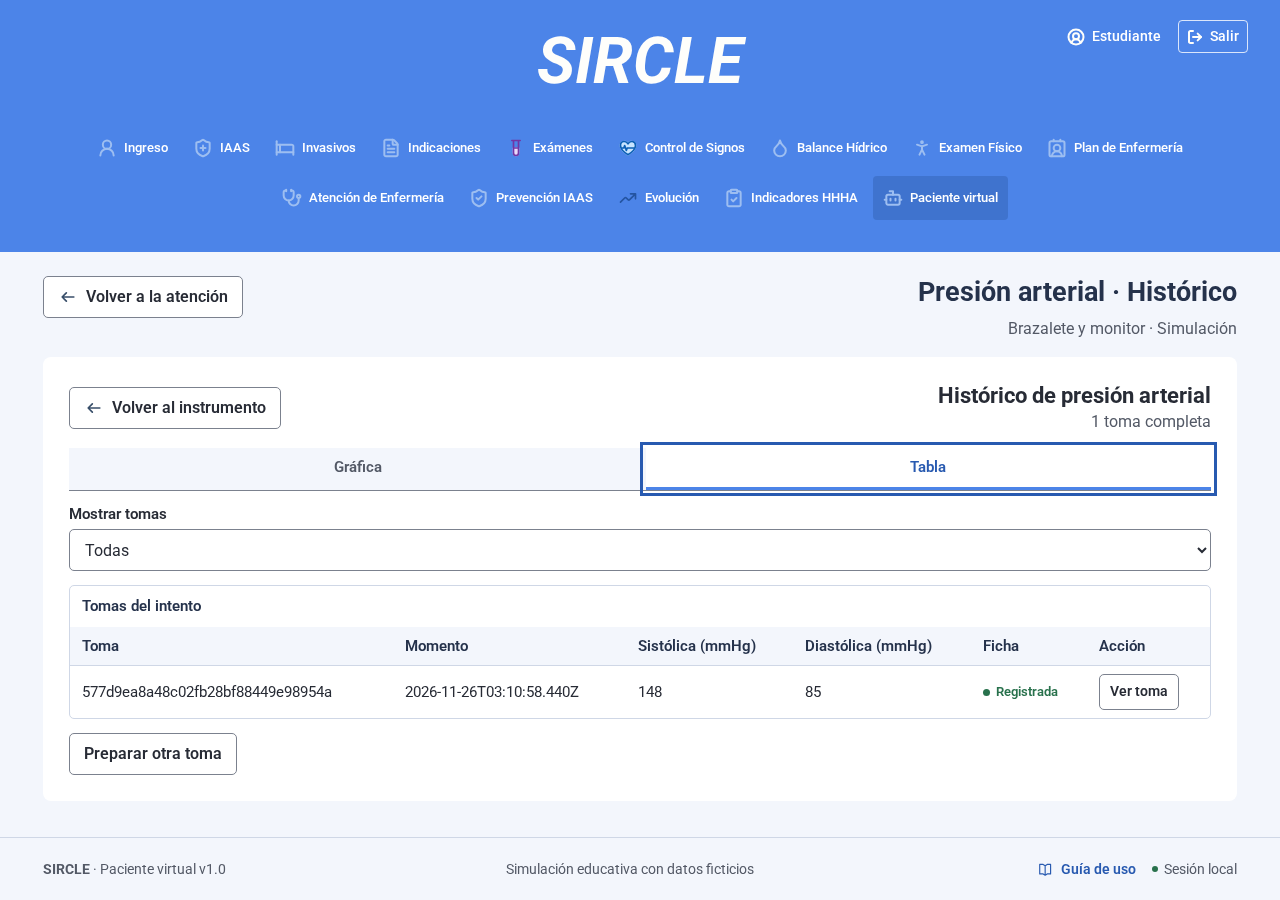 SIRCLE
Estudiante
Salir
Ingreso
IAAS
Invasivos
Indicaciones
Exámenes
Control de Signos
Balance Hídrico
Examen Físico
Plan de Enfermería
Atención de Enfermería
Prevención IAAS
Evolución
Indicadores HHHA
Paciente virtual
Volver a la atención
Presión arterial · Histórico
Brazalete y monitor · Simulación
Volver al instrumento
Histórico de presión arterial
1 toma completa
Gráfica
Tabla
Mostrar tomas
Todas
Tomas del intento
Toma Momento Sistólica (mmHg) Diastólica (mmHg) Ficha Acción
577d9ea8a48c02fb28bf88449e98954a 2026-11-26T03:10:58.440Z 148 85 Registrada Ver toma
Preparar otra toma
SIRCLE · Paciente virtual v1.0
Simulación educativa con datos ficticios
Guía de uso
Sesión local